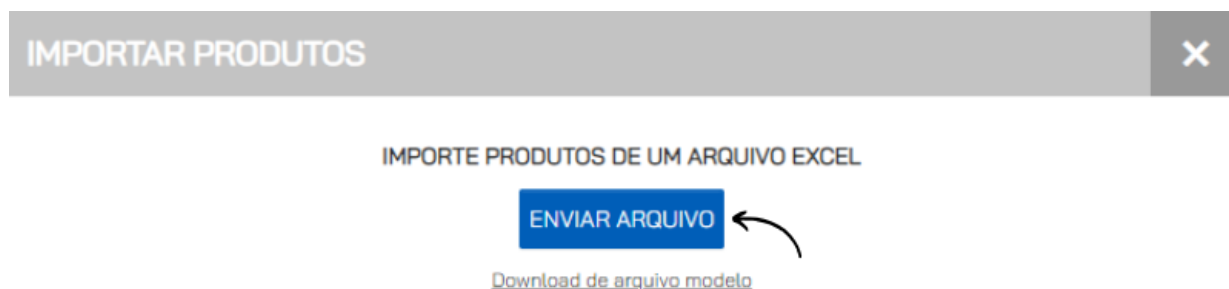 IMPORTAR PRODUTOS
IMPORTE PRODUTOS DE UM ARQUIVO EXCEL
ENVIAR ARQUIVO
Download de arquivo modelo